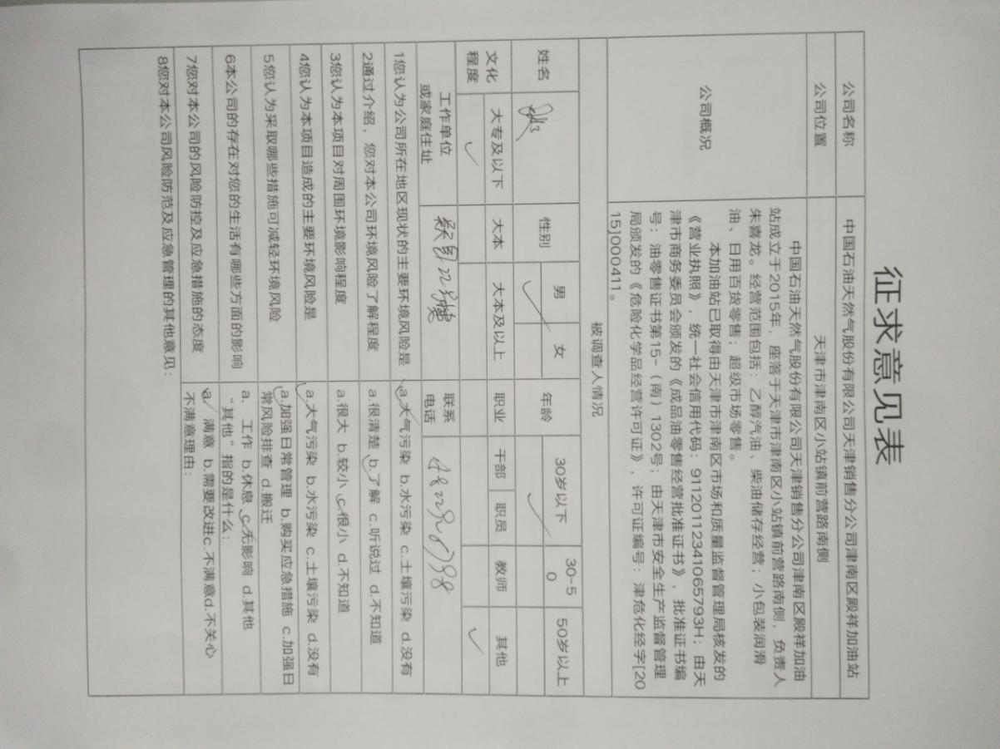 征求意见表
公司名称 中国石油天然气股份有限公司天津销售分公司津南区殿祥加油站
公司位置 天津市津南区小站镇前营路南侧
公司概况
中国石油天然气股份有限公司天津销售分公司津南区殿祥加油
站成立于2015年，座落于天津市津南区小站镇前营路南侧，负责人
朱喜龙。经营范围包括：乙醇汽油、柴油储存经营；小包装润滑
油、日用百货零售；超级市场零售。
本加油站已取得由天津市津南区市场和质量监督管理局核发的
《营业执照》，统一社会信用代码：91120112341065793H；由天
津市商务委员会颁发的《成品油零售经营批准证书》，批准证书编
号：油零售证书第15-（南）1302号；由天津市安全生产监督管理
局颁发的《危险化学品经营许可证》，许可证编号：津危化经字[20
15]000411。
被调查人情况
姓名 性别 男 女 年龄 30岁以下 30-5 50岁以上
0
✓ ✓
文化 大专及以下 大本 大本及以上 职业 干部 职员 教师 其他
程度 ✓ ✓
工作单位 联系
或家庭住址 电话
1您认为公司所在地区现状的主要环境风险是 a.大气污染 b.水污染 c.土壤污染 d.没有
2通过介绍，您对本公司环境风险了解程度 a.很清楚 b.了解 c.听说过 d.不知道
3您认为本项目对周围环境影响程度 a.很大 b.较小 c.很小 d.不知道
4您认为本项目造成的主要环境风险是 a.大气污染 b.水污染 c.土壤污染 d.没有
5您认为采取哪些措施可减轻环境风险 a.加强日常管理 b.购买应急措施 c.加强日
常风险排查 d.搬迁
6本公司的存在对您的生活有哪些方面的影响 a. 工作 b.休息 c.无影响 d.其他
“其他”指的是什么：
7您对本公司的风险防控及应急措施的态度 a. 满意 b.需要改进c.不满意d.不关心
不满意理由：
8您对本公司风险防范及应急管理的其他意见：